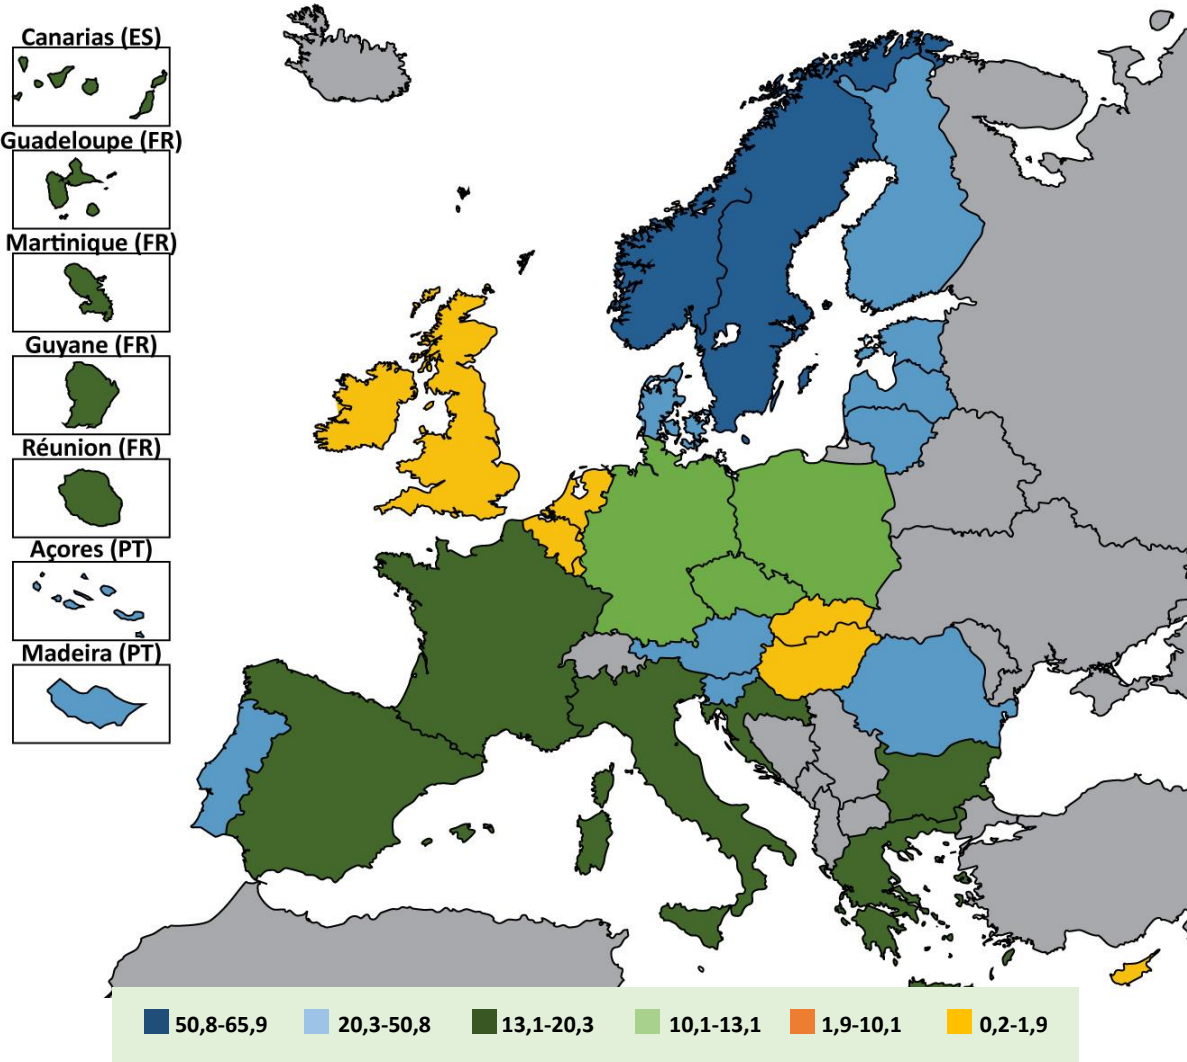 Canarias (ES)
Guadeloupe (FR)
Martinique (FR)
Guyane (FR)
Réunion (FR)
Açores (PT)
Madeira (PT)
50,8-65,9 20,3-50,8 13,1-20,3 10,1-13,1 1,9-10,1 0,2-1,9